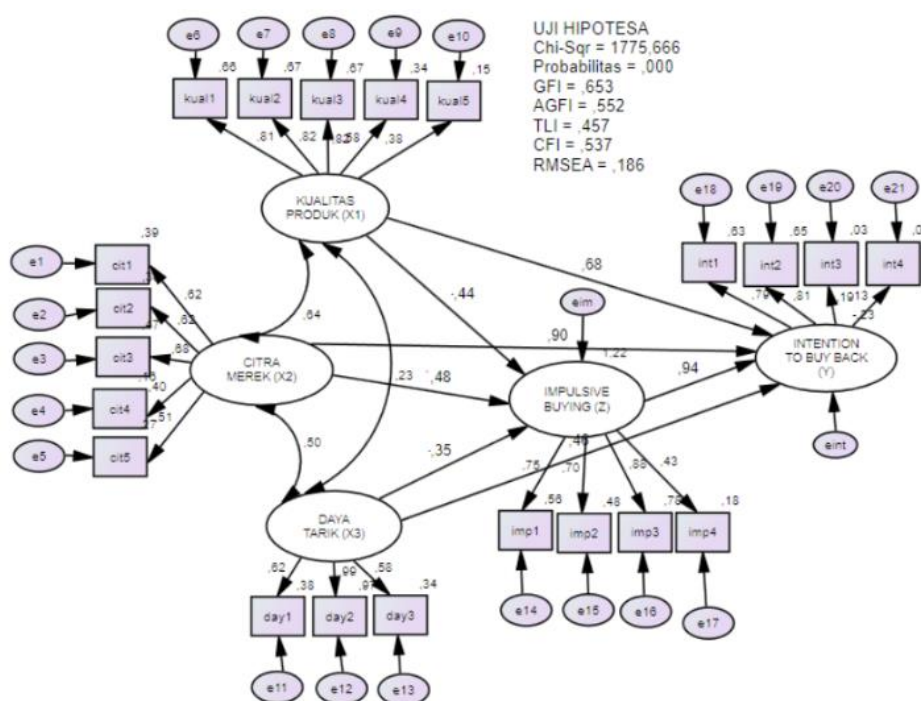 UJI HIPOTESA
Chi-Sqr = 1775,666
Probabilitas = ,000
GFI = ,653
AGFI = ,552
TLI = ,457
CFI = ,537
RMSEA = ,186
e6 e7 e8 e9 e10
,66 ,67 ,67 ,34 ,15
kual1 kual2 kual3 kual4 kual5
,81 ,82 ,82 ,38
KUALITAS
PRODUK (X1)
e18 e19 e20 e21
,63 ,65 ,03
int1 int2 int3 int4
,79 ,81
INTENTION
TO BUY BACK
(Y)
eint
,39
e1 cit1
e2 cit2
e3 cit3
e4 cit4
e5 cit5
,62 ,62 ,68 ,40 ,51
CITRA
MEREK (X2)
,64 ,23 ,50
,68
-,44
,90
-,48
-,35
,94
eim
1,22
IMPULSIVE
BUYING (Z)
,46
,75 ,70 ,88 ,43
,56 ,48 ,78 ,18
imp1 imp2 imp3 imp4
e14 e15 e16 e17
DAYA
TARIK (X3)
,62 ,99 ,58
,38 ,97 ,34
day1 day2 day3
e11 e12 e13